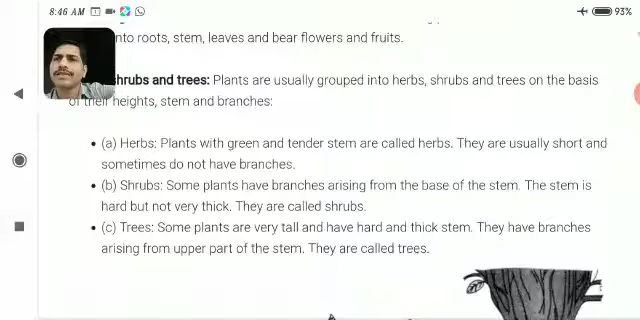 8:46 AM
93%
nto roots, stem, leaves and bear flowers and fruits.
shrubs and trees: Plants are usually grouped into herbs, shrubs and trees on the basis
of their heights, stem and branches:
• (a) Herbs: Plants with green and tender stem are called herbs. They are usually short and
sometimes do not have branches.
• (b) Shrubs: Some plants have branches arising from the base of the stem. The stem is
hard but not very thick. They are called shrubs.
• (c) Trees: Some plants are very tall and have hard and thick stem. They have branches
arising from upper part of the stem. They are called trees.